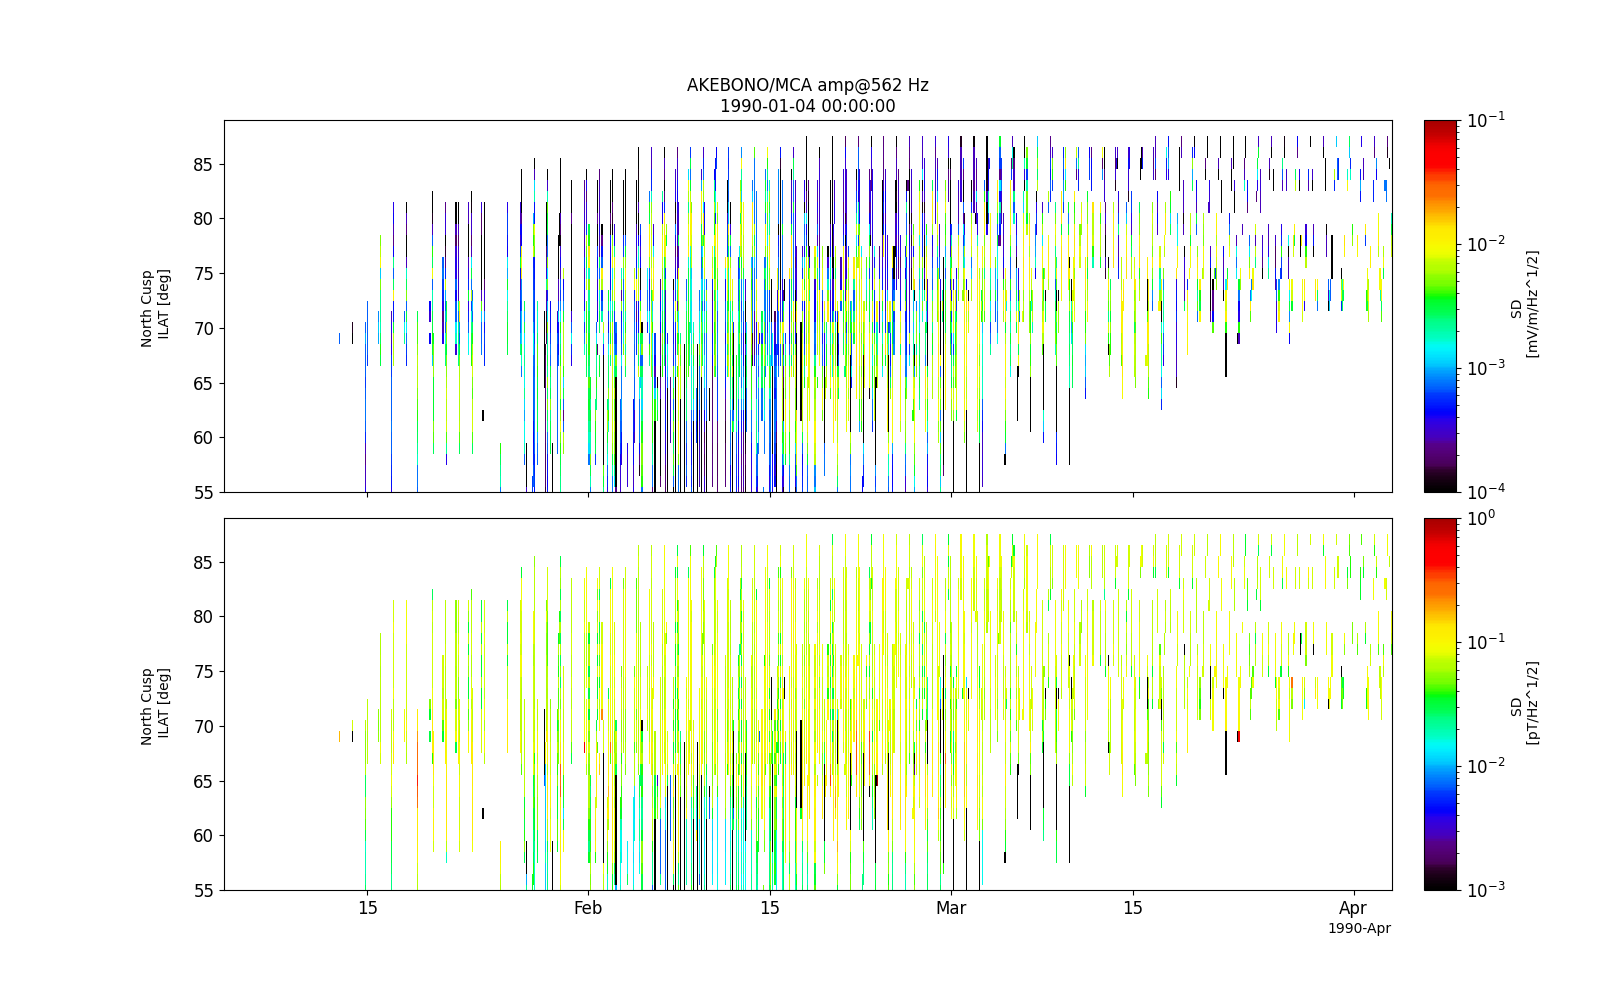 AKEBONO/MCA amp@562 Hz
1990-01-04 00:00:00
85
80
75
70
65
60
55
North Cusp
ILAT [deg]
10^-1
10^-2
10^-3
10^-4
SD
[mV/m/Hz^1/2]
85
80
75
70
65
60
55
North Cusp
ILAT [deg]
10^0
10^-1
10^-2
10^-3
SD
[pT/Hz^1/2]
15 Feb 15 Mar 15 Apr
1990-Apr